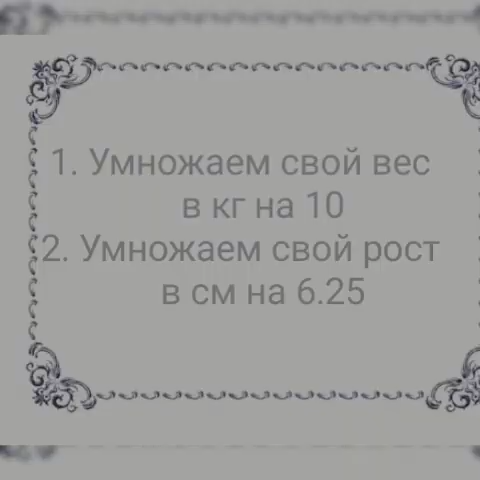 1. Умножаем свой вес
в кг на 10
2. Умножаем свой рост
в см на 6.25